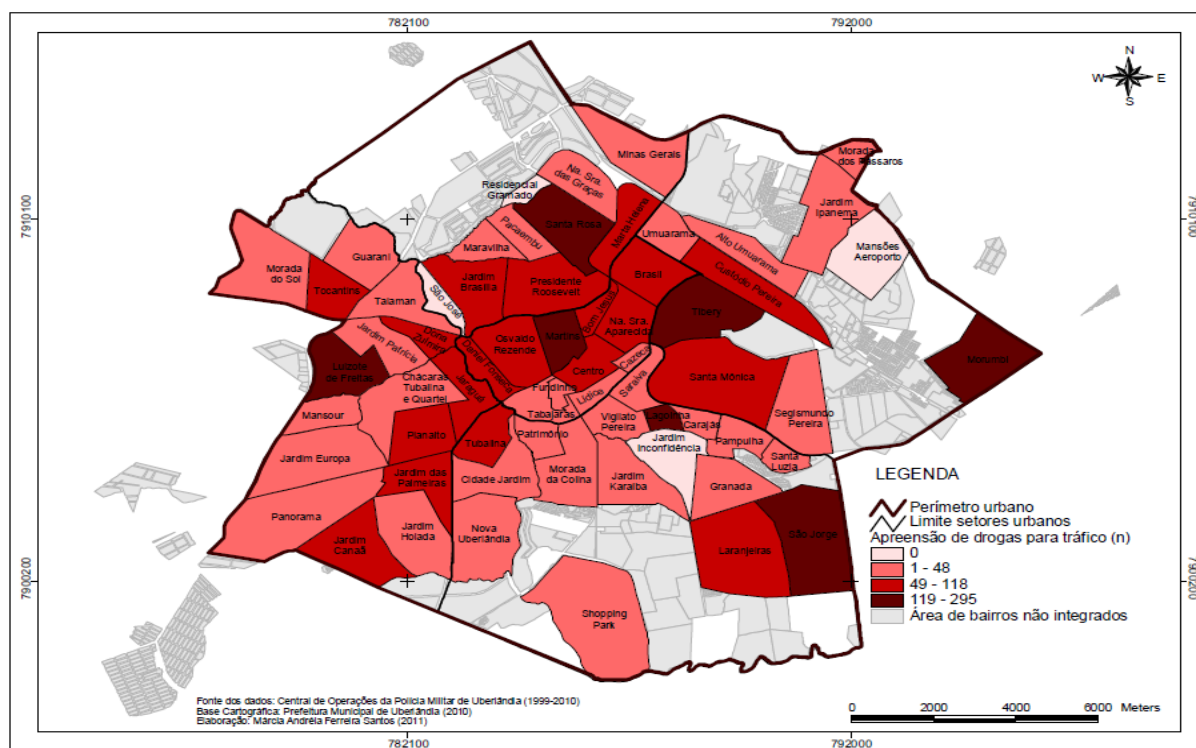 782100
792000
N
W E
S
7910100
7910100
Minas Gerais
Morada
dos Pássaros
Na. Sra.
das Graças
Residencial
Gramado
Jardim
Ipanema
Santa Rosa
Marta Helena
Pacaembu
Umuarama
Alto Umuarama
Mansões
Aeroporto
Maravilha
Guarani
Morada
do Sol
Tocantins
Taiaman
São José
Jardim
Brasília
Presidente
Roosevelt
Brasil
Custódio Pereira
Tibery
Bom Jesus
Na. Sra.
Aparecida
Martins
Osvaldo
Rezende
Dona
Zulmira
Daniel Fonseca
Jardim Patrícia
Luizote
de Freitas
Jaraguá
Centro
Cazeca
Morumbi
Chácaras
Tubalina
e Quartel
Fundinho
Lídice
Saraiva
Santa Mônica
Tabajaras
Mansour
Segismundo
Pereira
Vigilato
Pereira
Lagoinha
Carajás
Planalto
Tubalina
Patrimônio
Jardim
Inconfidência
Pampulha
Santa
Luzia
Jardim Europa
Jardim das
Palmeiras
Cidade Jardim
Morada
da Colina
Jardim
Karaíba
Granada
Panorama
Jardim
Canaã
Jardim
Holada
Nova
Uberlândia
Laranjeiras
São Jorge
Shopping
Park
LEGENDA
Perímetro urbano
Limite setores urbanos
Apreensão de drogas para tráfico (n)
0
1 - 48
49 - 118
119 - 295
Área de bairros não integrados
7900200
7900200
Fonte dos dados: Central de Operações da Polícia Militar de Uberlândia (1999-2010)
Base Cartográfica: Prefeitura Municipal de Uberlândia (2010)
Elaboração: Márcia Andréia Ferreira Santos (2011)
0 2000 4000 6000 Meters
782100
792000